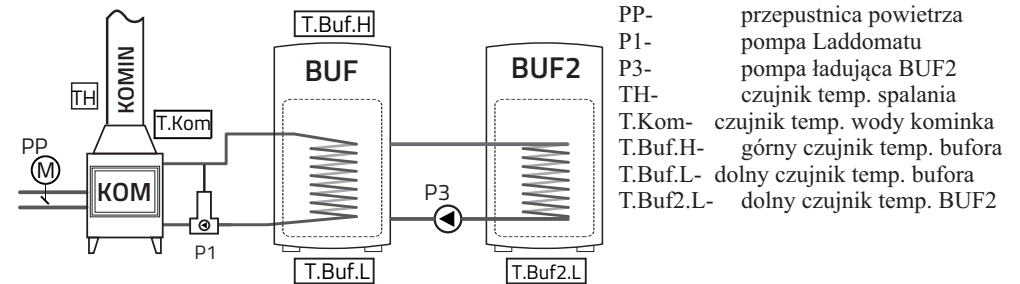 T.Buf.H
BUF
BUF2
KOMIN
TH
T.Kom
PP
M
KOM
P3
P1
T.Buf.L
T.Buf2.L
PP- przepustnica powietrza
P1- pompa Laddomatu
P3- pompa ładująca BUF2
TH- czujnik temp. spalania
T.Kom- czujnik temp. wody kominka
T.Buf.H- górny czujnik temp. bufora
T.Buf.L- dolny czujnik temp. bufora
T.Buf2.L- dolny czujnik temp. BUF2